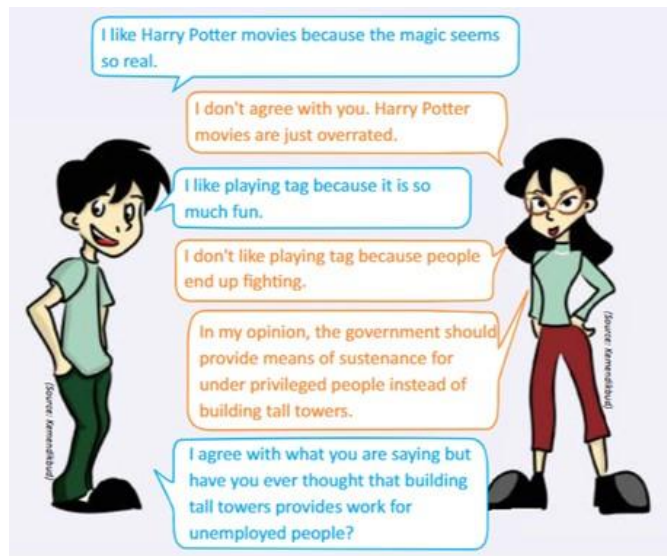 I like Harry Potter movies because the magic seems
so real.
I don't agree with you. Harry Potter
movies are just overrated.
I like playing tag because it is so
much fun.
I don't like playing tag because people
end up fighting.
In my opinion, the government should
provide means of sustenance for
under privileged people instead of
building tall towers.
(Source: Kemendikbud)
I agree with what you are saying but
have you ever thought that building
tall towers provides work for
unemployed people?
(Source: Kemendikbud)